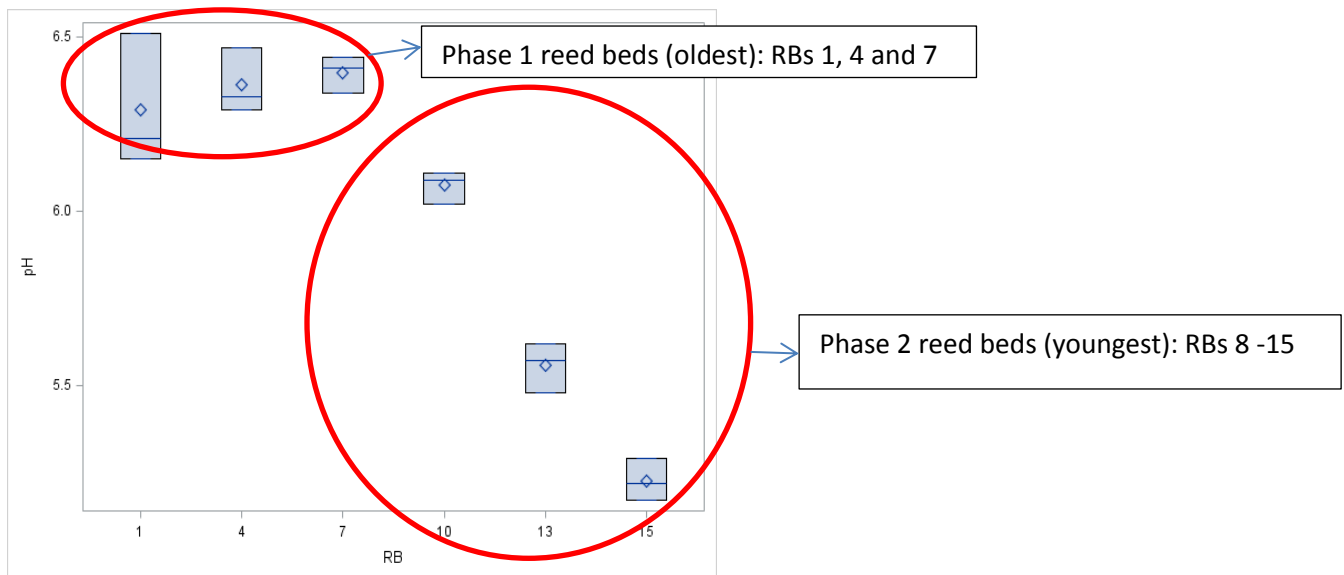 6.5
6.0
5.5
pH
1 4 7 10 13 15
RB
Phase 1 reed beds (oldest): RBs 1, 4 and 7
Phase 2 reed beds (youngest): RBs 8 -15